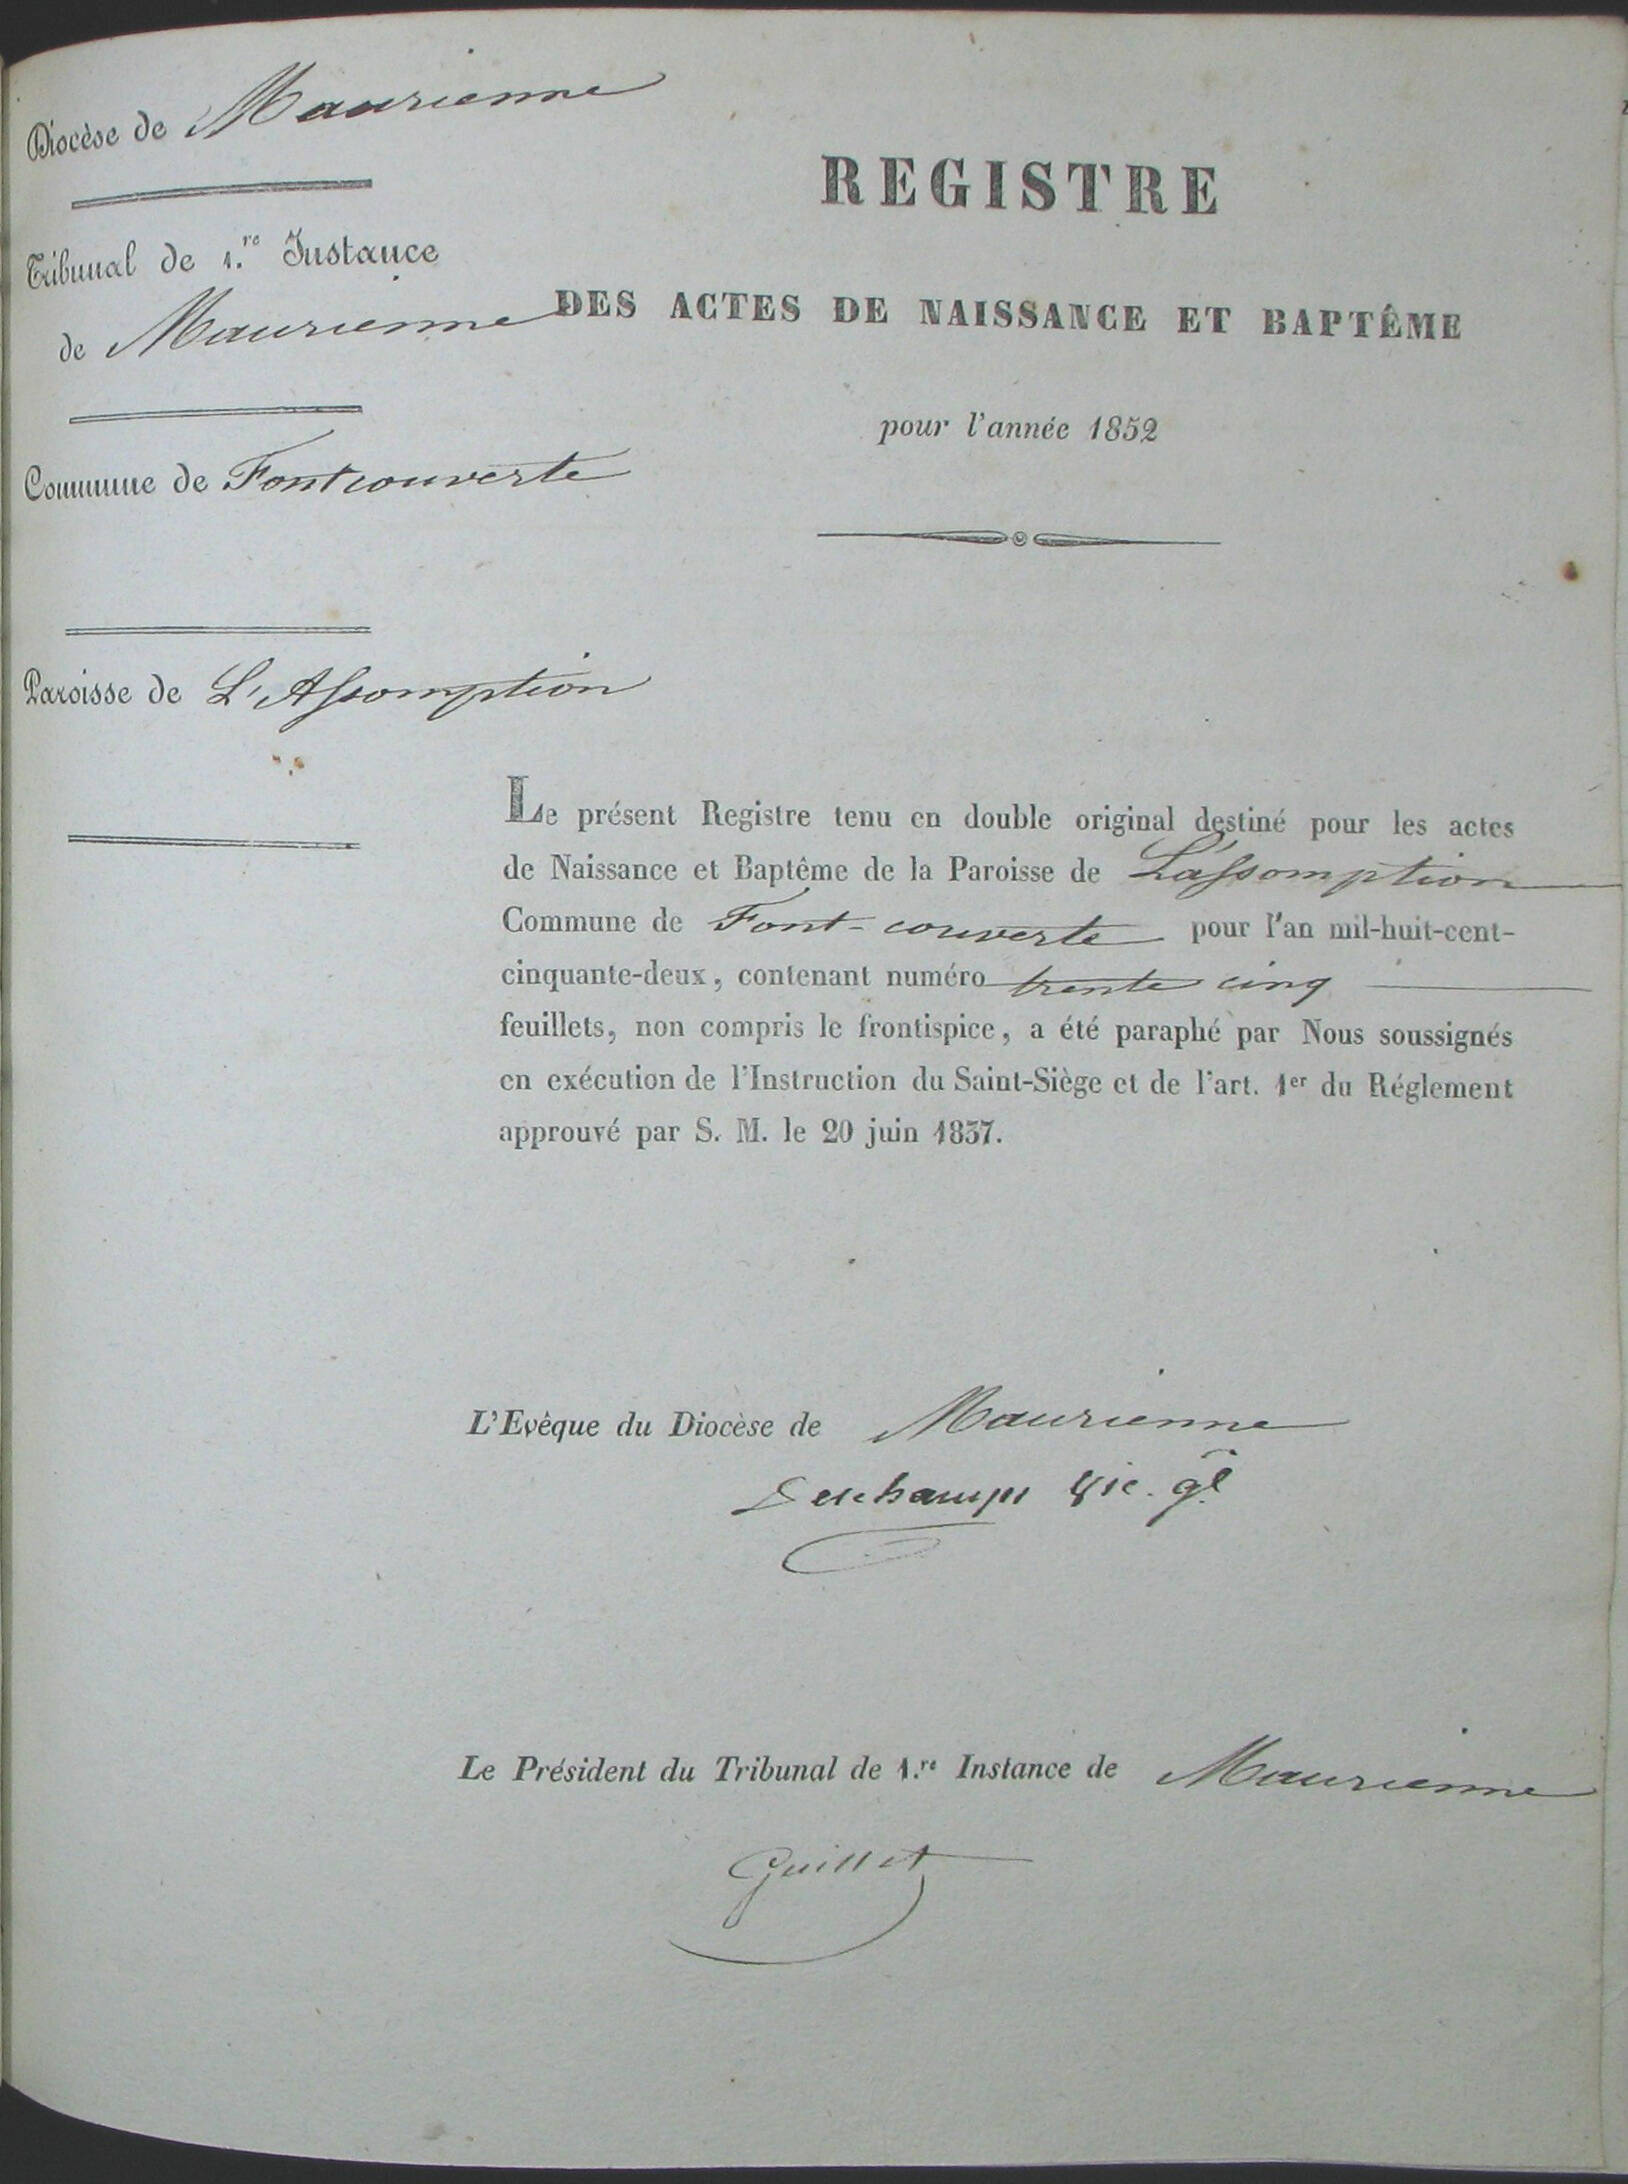 Diocèse de Maurienne
Tribunal de 1.re Instance
de Maurienne
Commune de Fontcouverte
Paroisse de L'Assomption
REGISTRE
DES ACTES DE NAISSANCE ET BAPTÊME
pour l'année 1852
Le présent Registre tenu en double original destiné pour les actes
de Naissance et Baptême de la Paroisse de L'assomption
Commune de Font-couverte pour l'an mil-huit-cent-
cinquante-deux, contenant numéro trente cinq
feuillets, non compris le frontispice, a été paraphé par Nous soussignés
en exécution de l'Instruction du Saint-Siège et de l'art. 1er du Réglement
approuvé par S. M. le 20 juin 1837.
L'Evêque du Diocèse de Maurienne
Deschamps Vic. gl
Le Président du Tribunal de 1.re Instance de Maurienne
Guillet